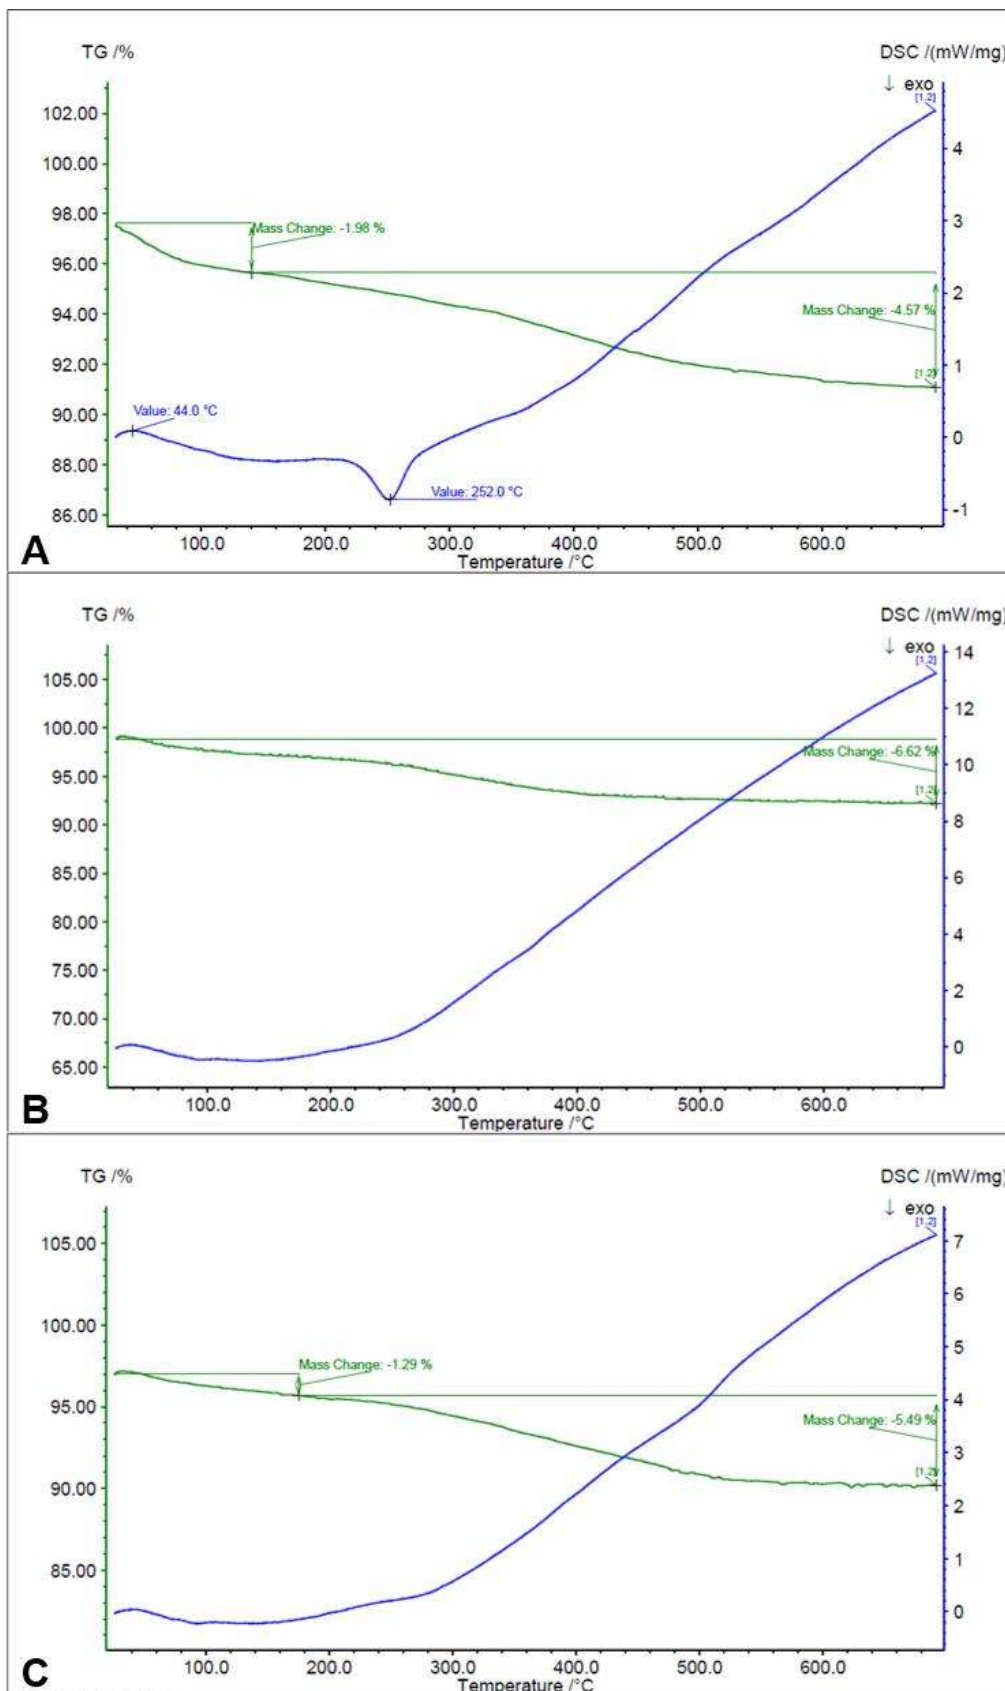 TG /%
DSC /(mW/mg)
↓ exo
[1,2]
102.00
100.00
98.00
96.00
94.00
92.00
90.00
88.00
86.00
4
3
2
1
0
-1
Mass Change: -1.98 %
Mass Change: -4.57 %
[1,2]
Value: 44.0 °C
Value: 252.0 °C
100.0 200.0 300.0 400.0 500.0 600.0
Temperature /°C
A
TG /%
DSC /(mW/mg)
↓ exo
[1,2]
105.00
100.00
95.00
90.00
85.00
80.00
75.00
70.00
65.00
14
12
10
8
6
4
2
0
Mass Change: -6.62 %
[1,2]
100.0 200.0 300.0 400.0 500.0 600.0
Temperature /°C
B
TG /%
DSC /(mW/mg)
↓ exo
[1,2]
105.00
100.00
95.00
90.00
85.00
7
6
5
4
3
2
1
0
Mass Change: -1.29 %
Mass Change: -5.49 %
[1,2]
100.0 200.0 300.0 400.0 500.0 600.0
Temperature /°C
C